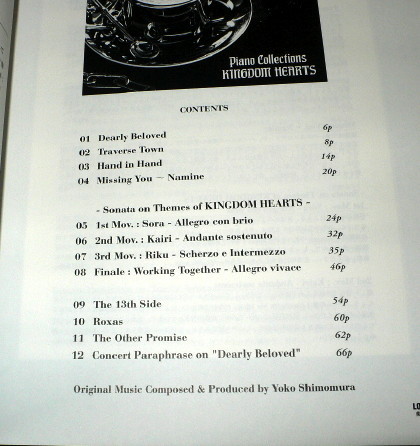 Piano Collections
KINGDOM HEARTS
CONTENTS
01 Dearly Beloved 6p
02 Traverse Town 8p
03 Hand in Hand 14p
04 Missing You — Namine 20p
- Sonata on Themes of KINGDOM HEARTS -
05 1st Mov. : Sora - Allegro con brio 24p
06 2nd Mov. : Kairi - Andante sostenuto 32p
07 3rd Mov. : Riku - Scherzo e Intermezzo 35p
08 Finale : Working Together - Allegro vivace 46p
09 The 13th Side 54p
10 Roxas 60p
11 The Other Promise 62p
12 Concert Paraphrase on "Dearly Beloved" 66p
Original Music Composed & Produced by Yoko Shimomura